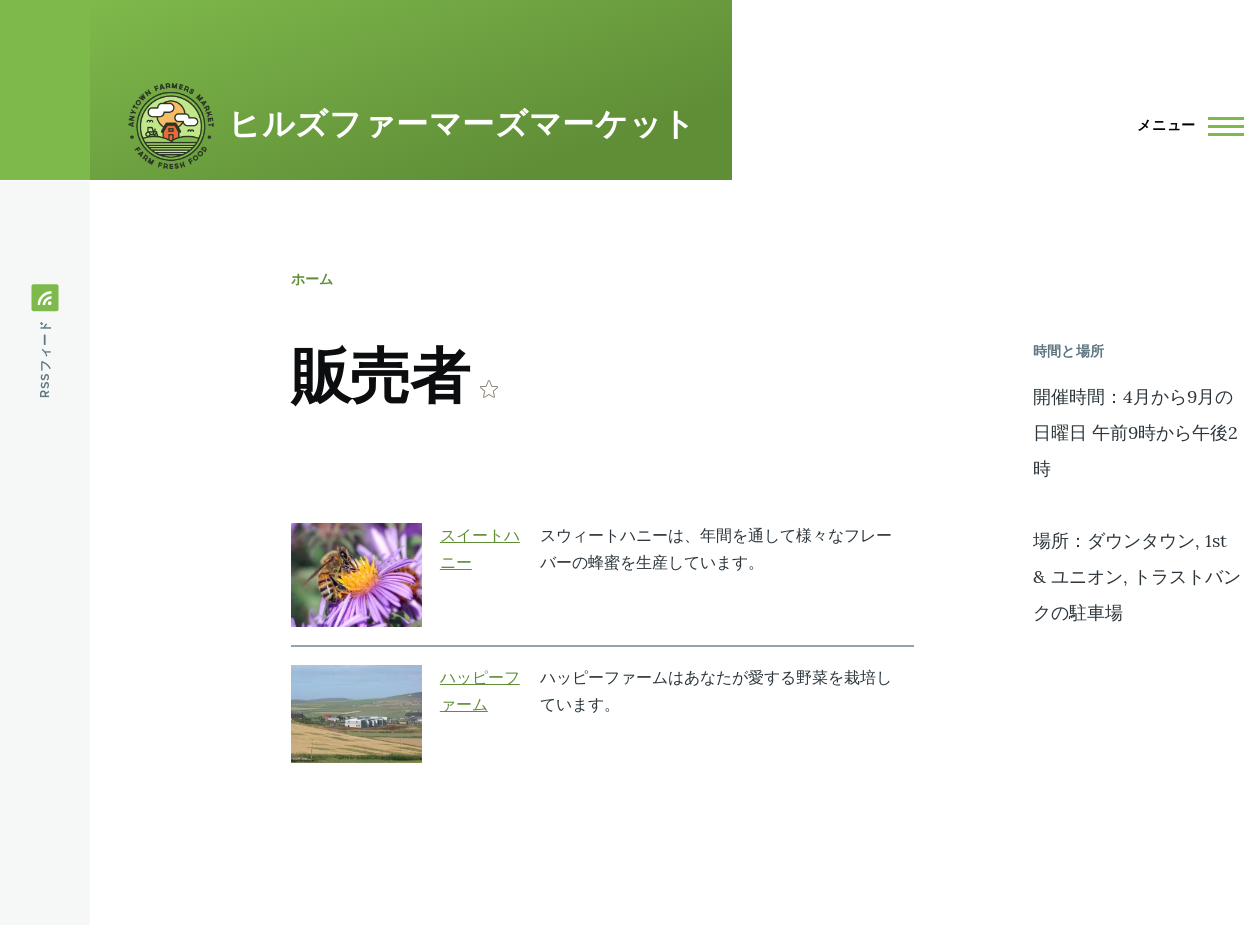 ANYTOWN FARMERS MARKET
FARM FRESH FOOD
ヒルズファーマーズマーケット
メニュー
RSSフィード
ホーム
販売者
スイートハ
ニー
スウィートハニーは、年間を通して様々なフレー
バーの蜂蜜を生産しています。
ハッピーフ
ァーム
ハッピーファームはあなたが愛する野菜を栽培し
ています。
時間と場所
開催時間：4月から9月の
日曜日 午前9時から午後2
時
場所：ダウンタウン, 1st
& ユニオン, トラストバン
クの駐車場